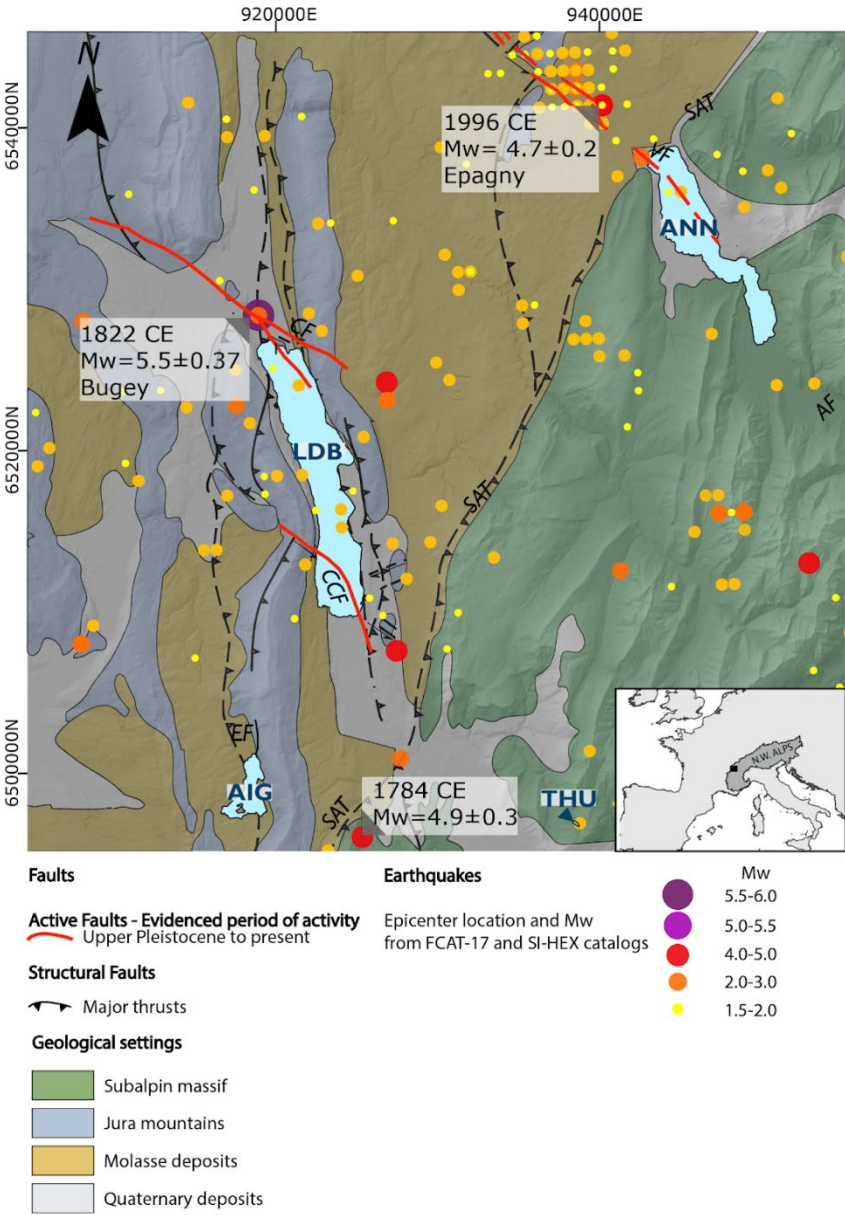 920000E
940000E
N
6540000N
6520000N
6500000N
1996 CE
Mw= 4.7±0.2
Epagny
SAT
VF
ANN
1822 CE
Mw=5.5±0.37
Bugey
CF
LDB
AF
SAT
CCF
EF
AIG
SAT
1784 CE
Mw=4.9±0.3
THU
N.W. ALPS
Faults
Active Faults - Evidenced period of activity
Upper Pleistocene to present
Structural Faults
Major thrusts
Geological settings
Subalpin massif
Jura mountains
Molasse deposits
Quaternary deposits
Earthquakes
Epicenter location and Mw
from FCAT-17 and SI-HEX catalogs
Mw
5.5-6.0
5.0-5.5
4.0-5.0
2.0-3.0
1.5-2.0